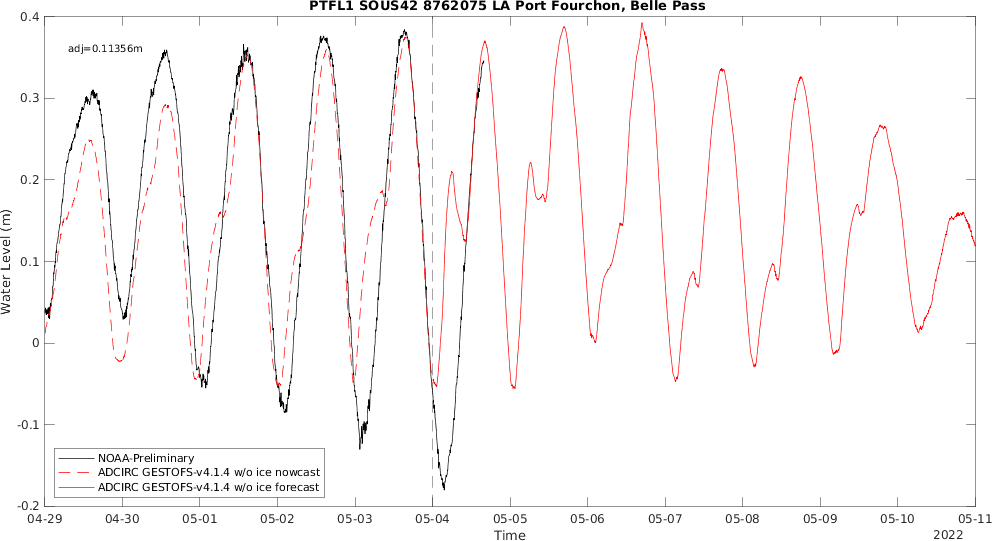 PTFL1 SOUS42 8762075 LA Port Fourchon, Belle Pass
adj=0.11356m
0.4
0.3
0.2
0.1
0
-0.1
-0.2
Water Level (m)
NOAA-Preliminary
ADCIRC GESTOFS-v4.1.4 w/o ice nowcast
ADCIRC GESTOFS-v4.1.4 w/o ice forecast
04-29 04-30 05-01 05-02 05-03 05-04 05-05 05-06 05-07 05-08 05-09 05-10 05-11
Time
2022